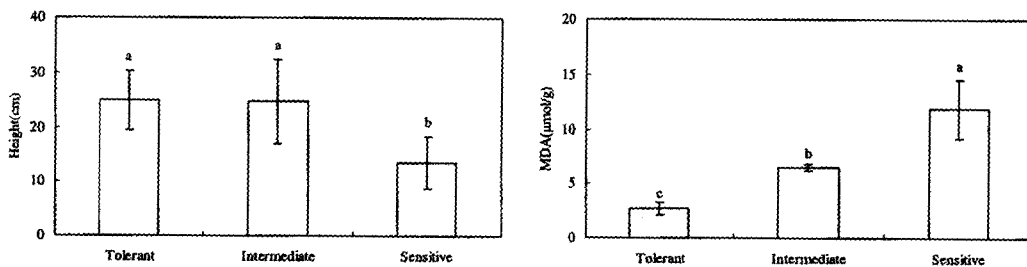 40
30
20
10
0
Height(cm)
a
a
b
Tolerant
Intermediate
Sensitive
20
15
10
5
0
MDA(μmol/g)
c
b
a
Tolerant
Intermediate
Sensitive